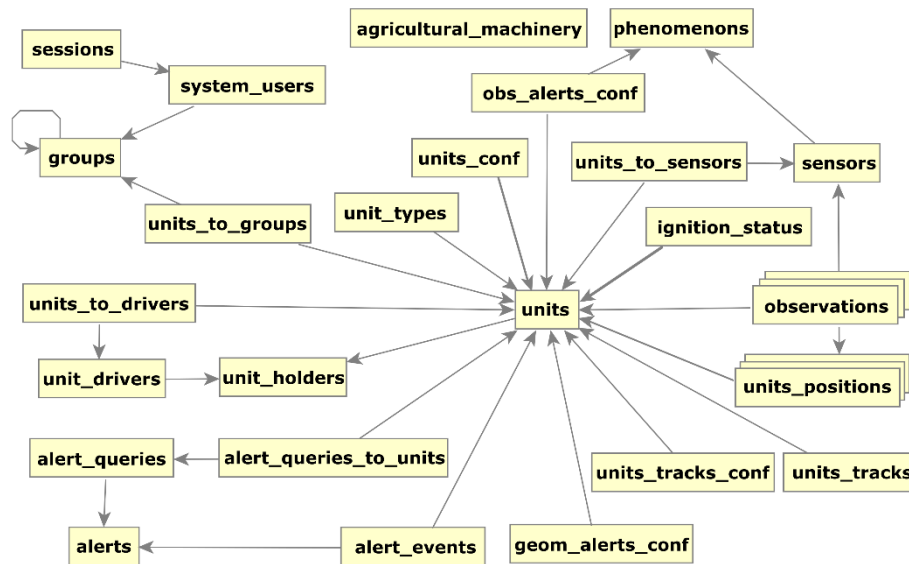 agricultural_machinery
phenomenons
sessions
system_users
obs_alerts_conf
groups
units_conf
units_to_sensors
sensors
units_to_groups
unit_types
ignition_status
units_to_drivers
units
observations
unit_drivers
unit_holders
units_positions
alert_queries
alert_queries_to_units
units_tracks_conf
units_tracks
alerts
alert_events
geom_alerts_conf